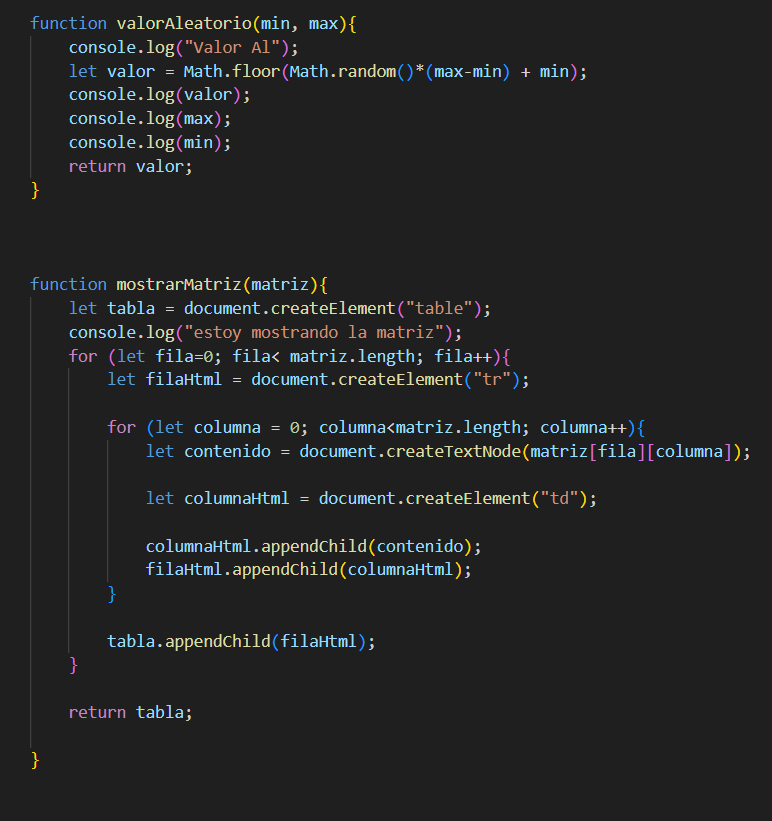 function valorAleatorio(min, max){
    console.log("Valor Al");
    let valor = Math.floor(Math.random()*(max-min) + min);
    console.log(valor);
    console.log(max);
    console.log(min);
    return valor;
}
function mostrarMatriz(matriz){
    let tabla = document.createElement("table");
    console.log("estoy mostrando la matriz");
    for (let fila=0; fila< matriz.length; fila++){
        let filaHtml = document.createElement("tr");
        for (let columna = 0; columna<matriz.length; columna++){
            let contenido = document.createTextNode(matriz[fila][columna]);
            let columnaHtml = document.createElement("td");
            columnaHtml.appendChild(contenido);
            filaHtml.appendChild(columnaHtml);
        }
        tabla.appendChild(filaHtml);
    }
    return tabla;
}